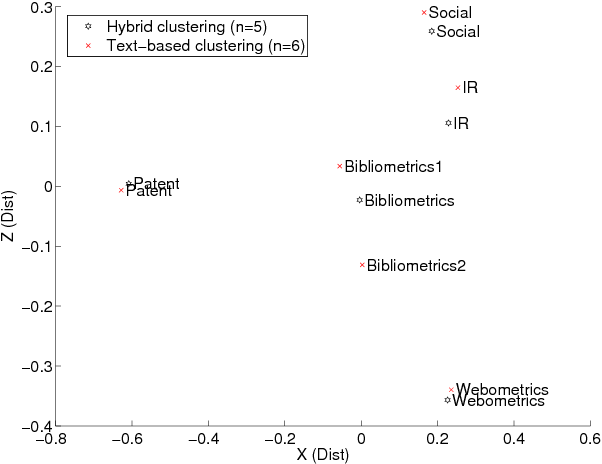 0.3
0.2
0.1
0
−0.1
−0.2
−0.3
−0.4
Z (Dist)
Hybrid clustering (n=5)
Text−based clustering (n=6)
Social
Social
IR
IR
Patent
Patent
Bibliometrics1
Bibliometrics
Bibliometrics2
Webometrics
Webometrics
−0.8 −0.6 −0.4 −0.2 0 0.2 0.4 0.6
X (Dist)